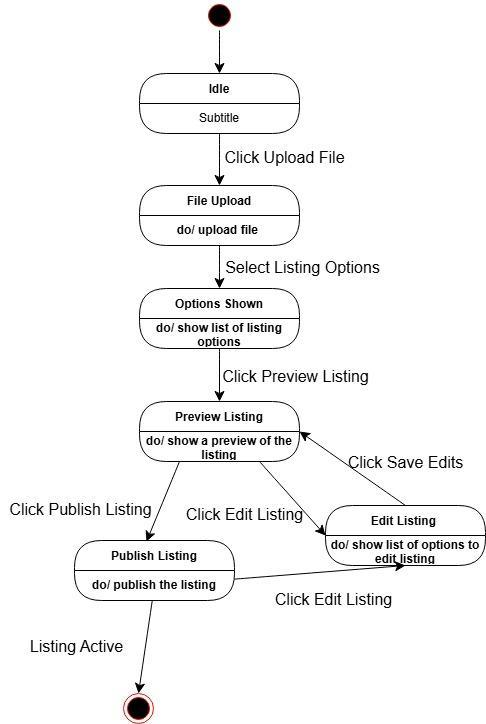 Idle
Subtitle
Click Upload File
File Upload
do/ upload file
Select Listing Options
Options Shown
do/ show list of listing
options
Click Preview Listing
Preview Listing
do/ show a preview of the
listing
Click Save Edits
Click Publish Listing
Click Edit Listing
Edit Listing
do/ show list of options to
edit listing
Publish Listing
do/ publish the listing
Click Edit Listing
Listing Active